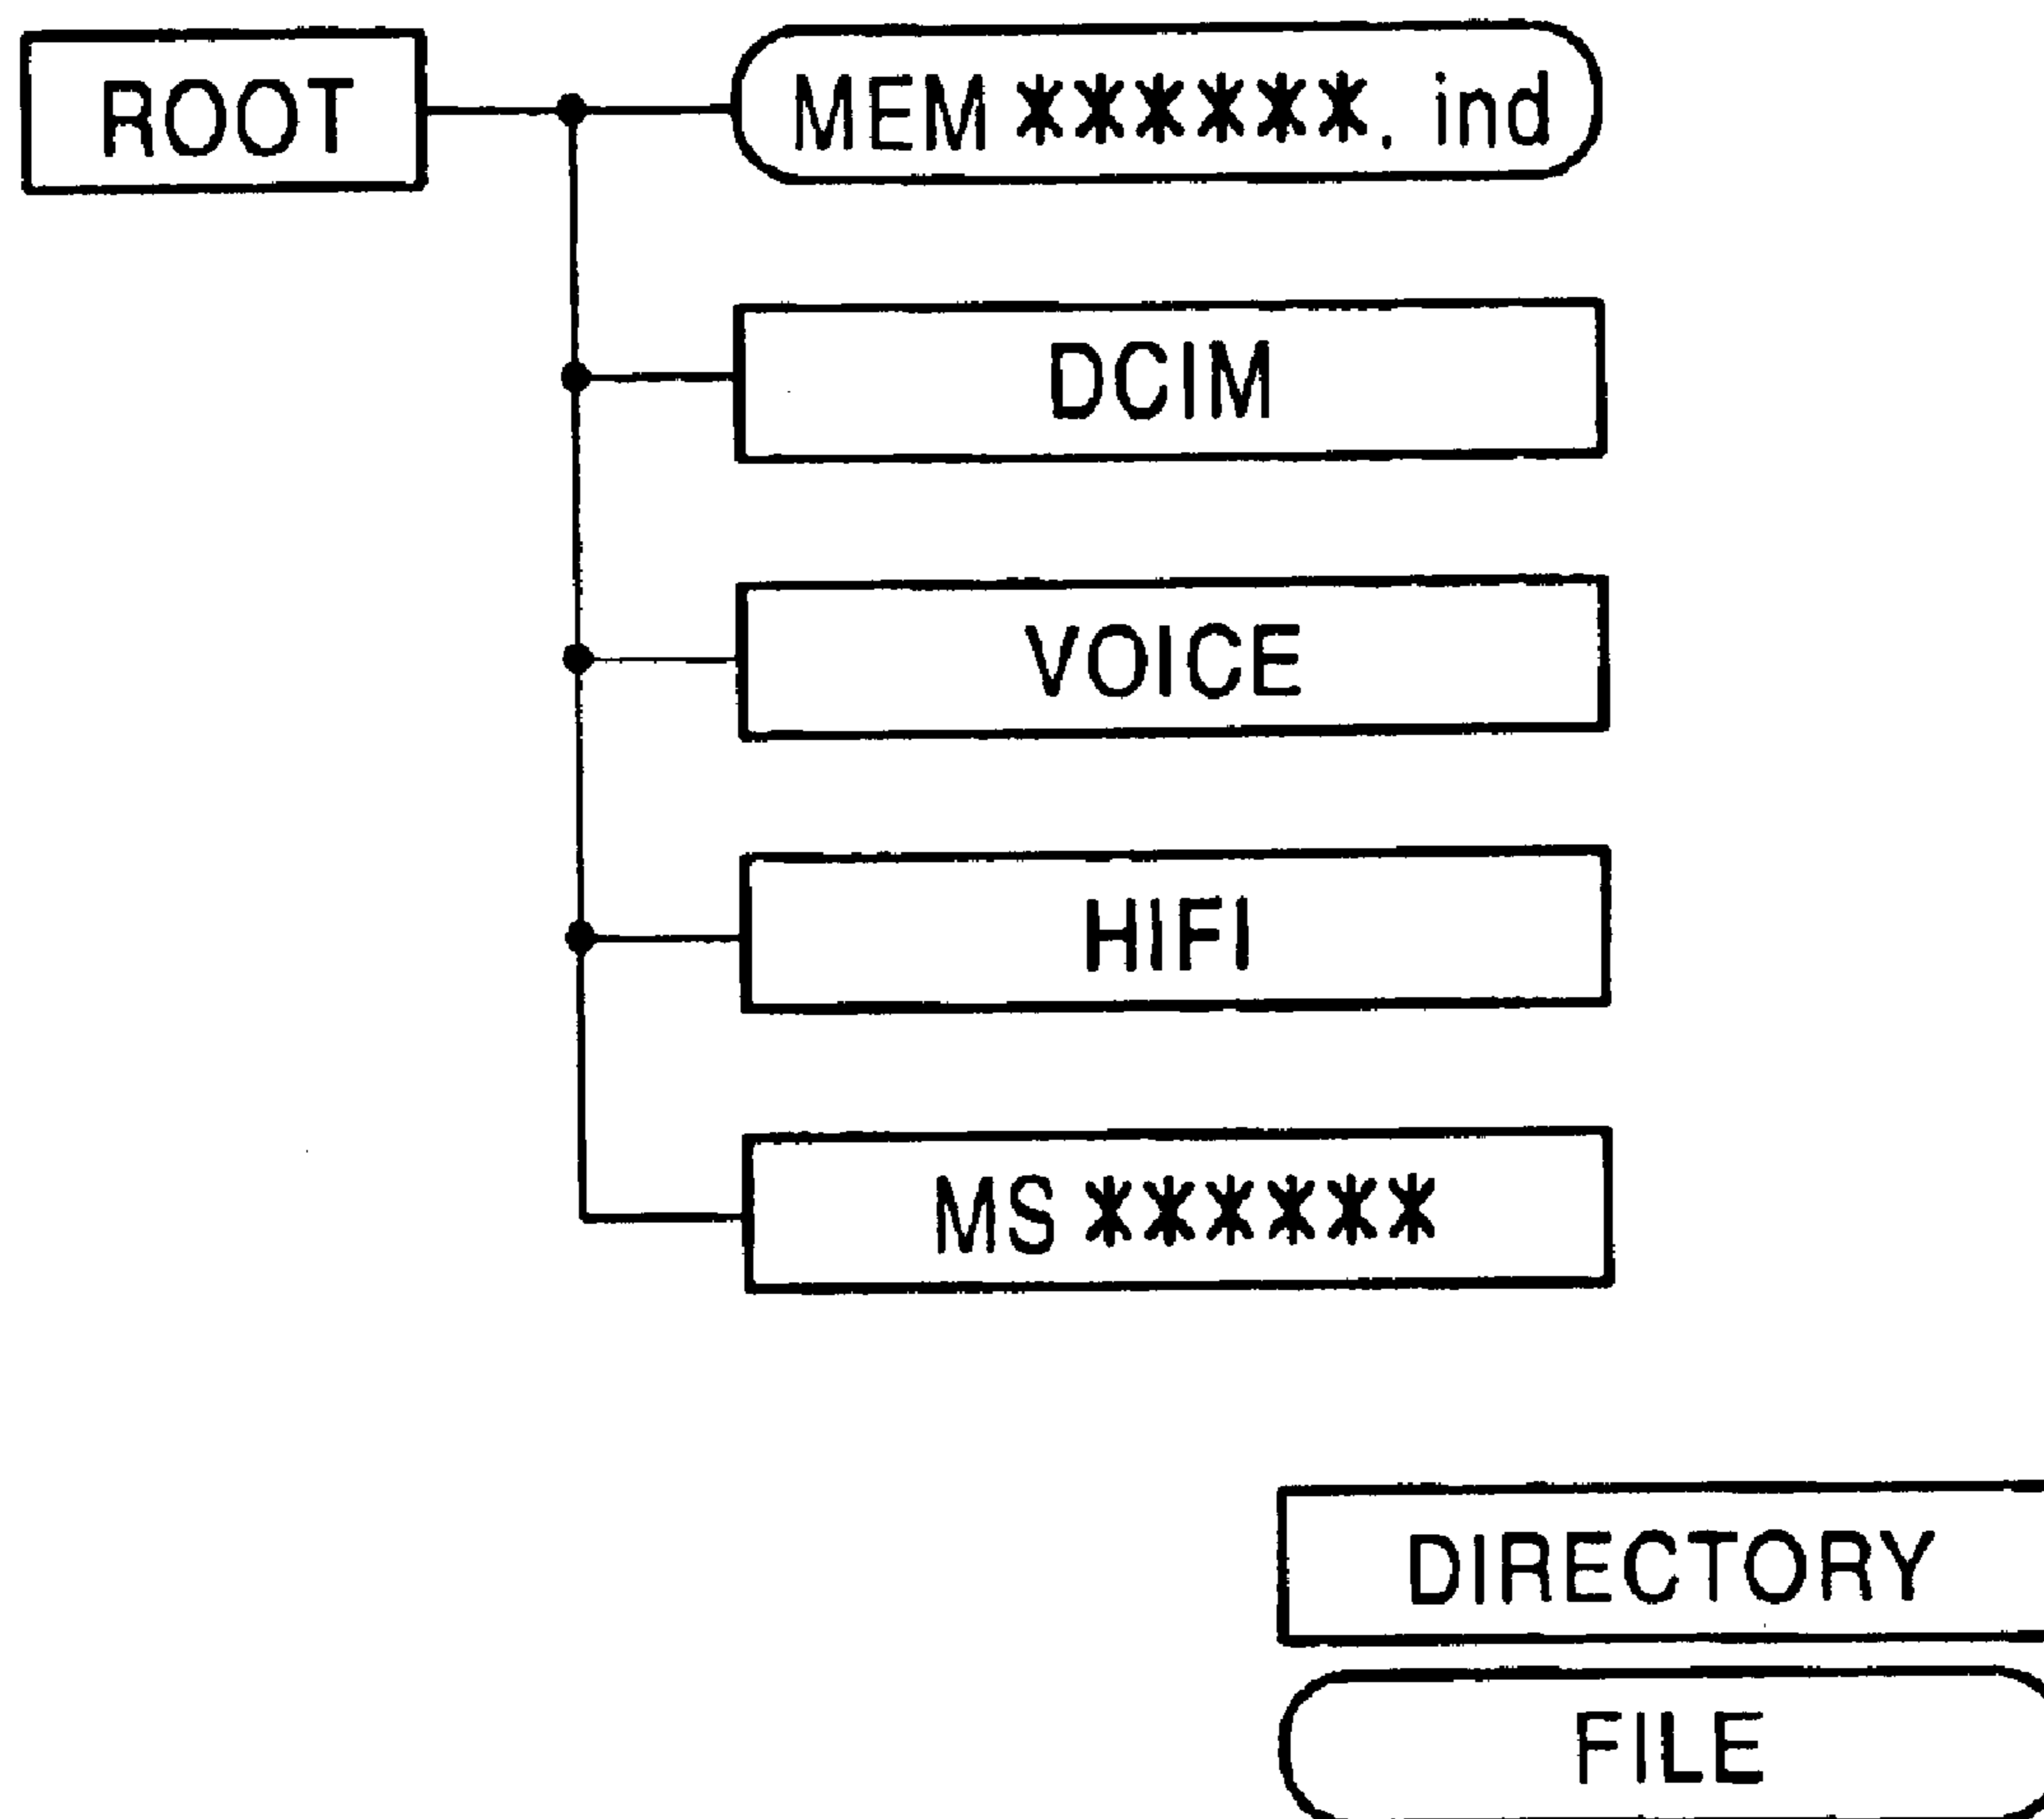 ROOT
MEM ******. ind
DCIM
VOICE
HIFI
MS ******
DIRECTORY
FILE